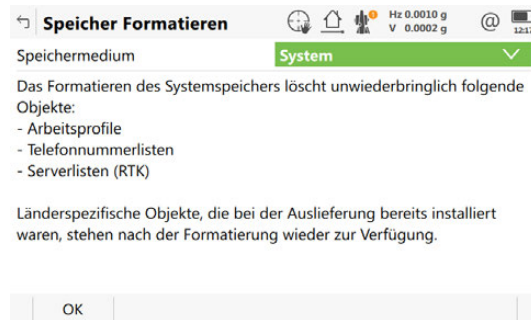 Speicher Formatieren
Hz 0.0010 g
V 0.0002 g
@
Speichermedium
System
Das Formatieren des Systemspeichers löscht unwiederbringlich folgende
Objekte:
- Arbeitsprofile
- Telefonnummerlisten
- Serverlisten (RTK)
Länderspezifische Objekte, die bei der Auslieferung bereits installiert
waren, stehen nach der Formatierung wieder zur Verfügung.
OK